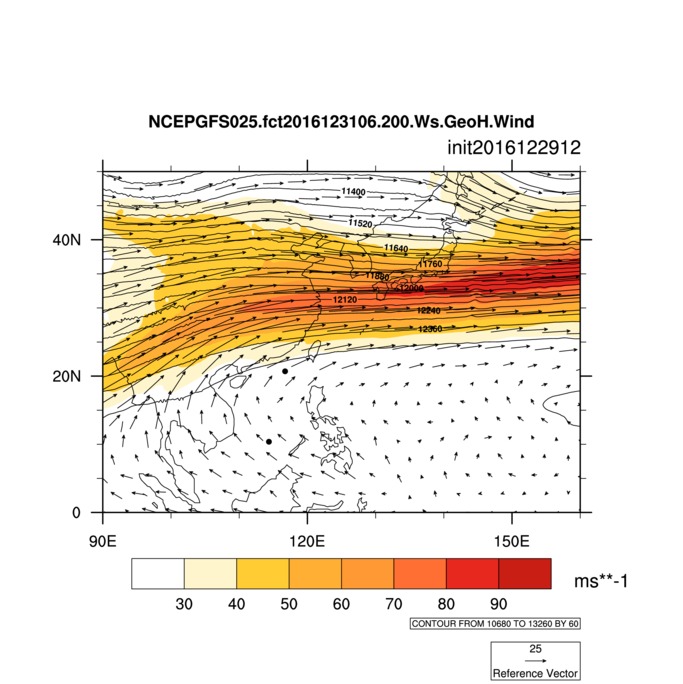 NCEPGFS025.fct2016123106.200.Ws.GeoH.Wind
init2016122912
11400
11520
40N
11640
11760
11880
12000
12120
12240
12360
20N
0
90E 120E 150E
ms**-1
30 40 50 60 70 80 90
CONTOUR FROM 10680 TO 13260 BY 60
25
Reference Vector